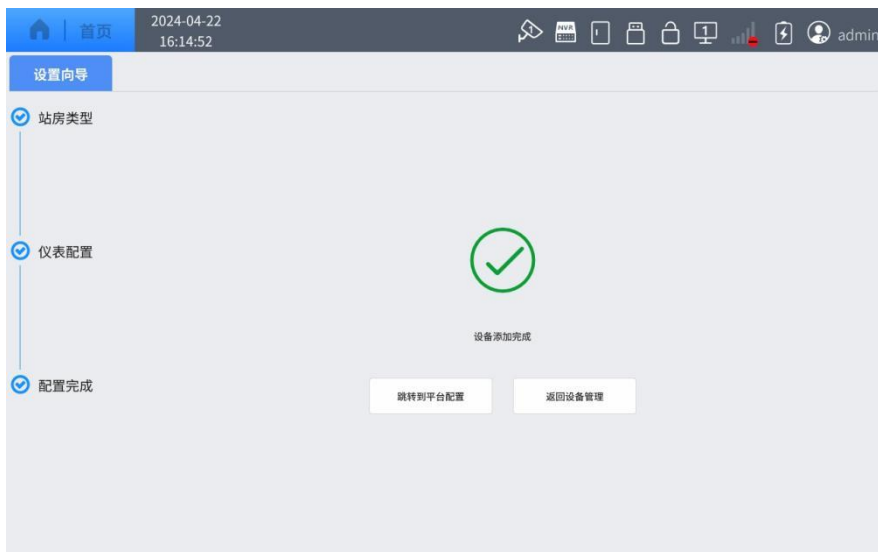 首页
2024-04-22
16:14:52
NVR
1
admin
设置向导
站房类型
仪表配置
设备添加完成
配置完成
跳转到平台配置
返回设备管理